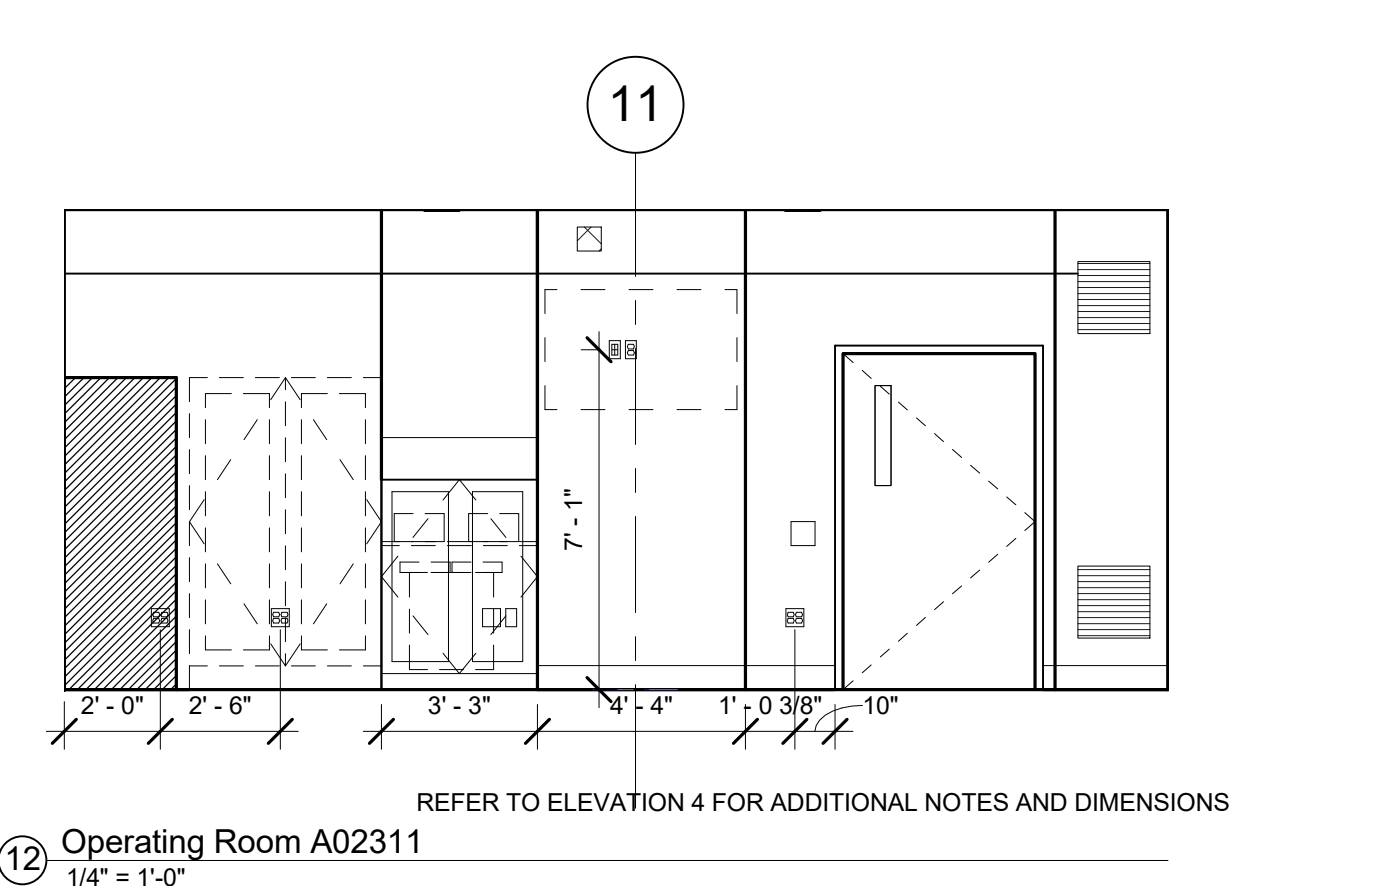 11
7' - 1"
2' - 0"
2' - 6"
3' - 3"
4' - 4"
1' - 0 3/8"
10"
REFER TO ELEVATION 4 FOR ADDITIONAL NOTES AND DIMENSIONS
12
Operating Room A02311
1/4" = 1'-0"